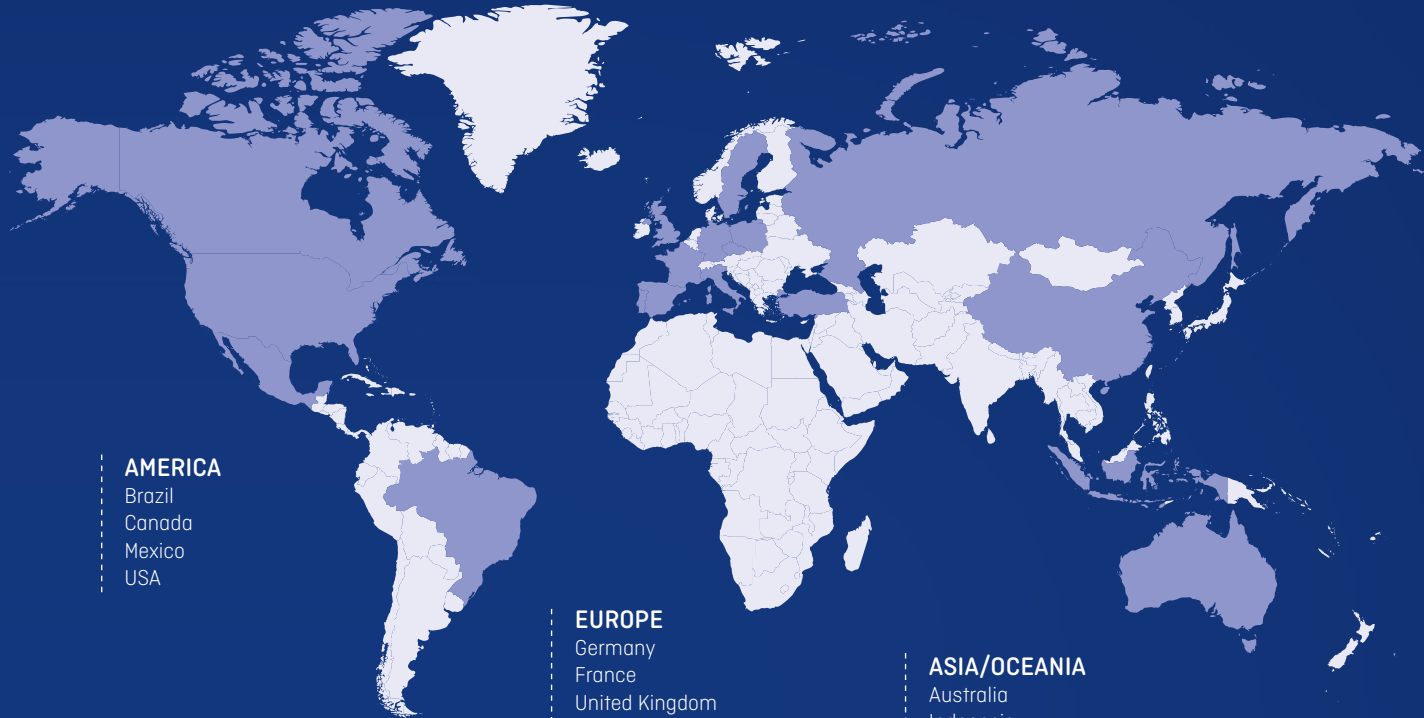 AMERICA
Brazil
Canada
Mexico
USA
EUROPE
Germany
France
United Kingdom
ASIA/OCEANIA
Australia